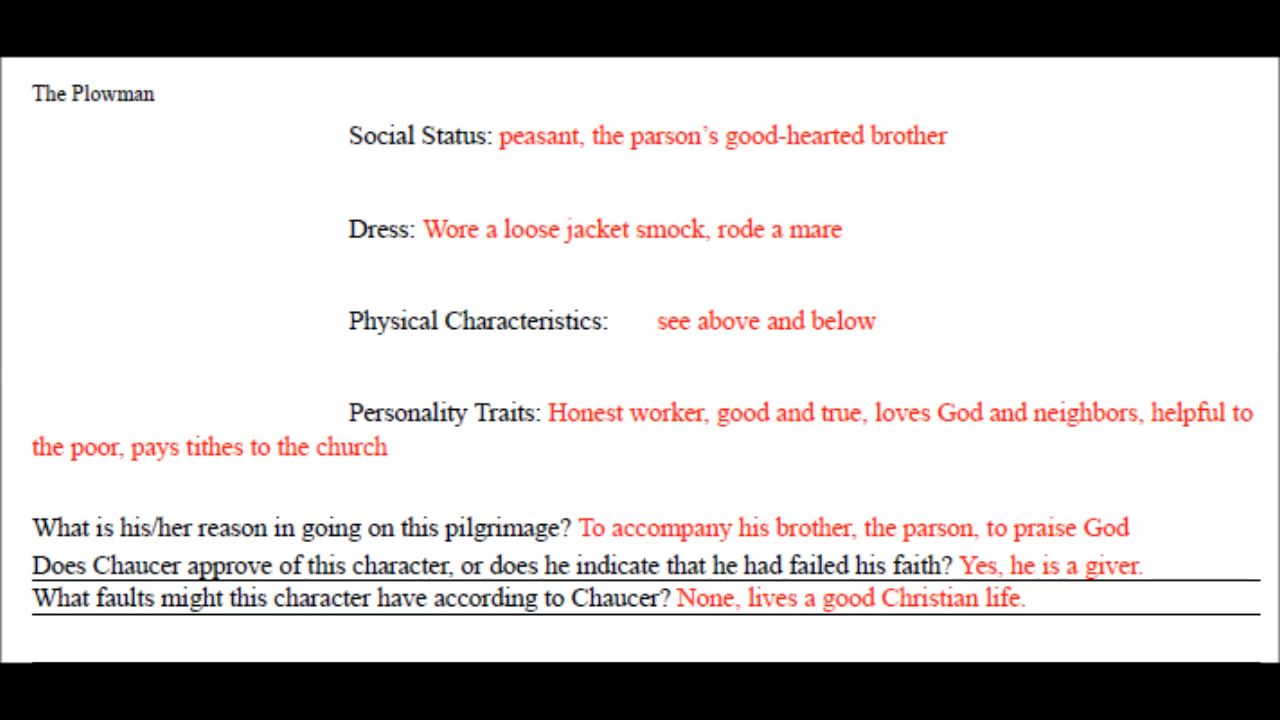 The Plowman
Social Status: peasant, the parson’s good-hearted brother
Dress: Wore a loose jacket smock, rode a mare
Physical Characteristics: see above and below
Personality Traits: Honest worker, good and true, loves God and neighbors, helpful to
the poor, pays tithes to the church
What is his/her reason in going on this pilgrimage? To accompany his brother, the parson, to praise God
Does Chaucer approve of this character, or does he indicate that he had failed his faith? Yes, he is a giver.
What faults might this character have according to Chaucer? None, lives a good Christian life.